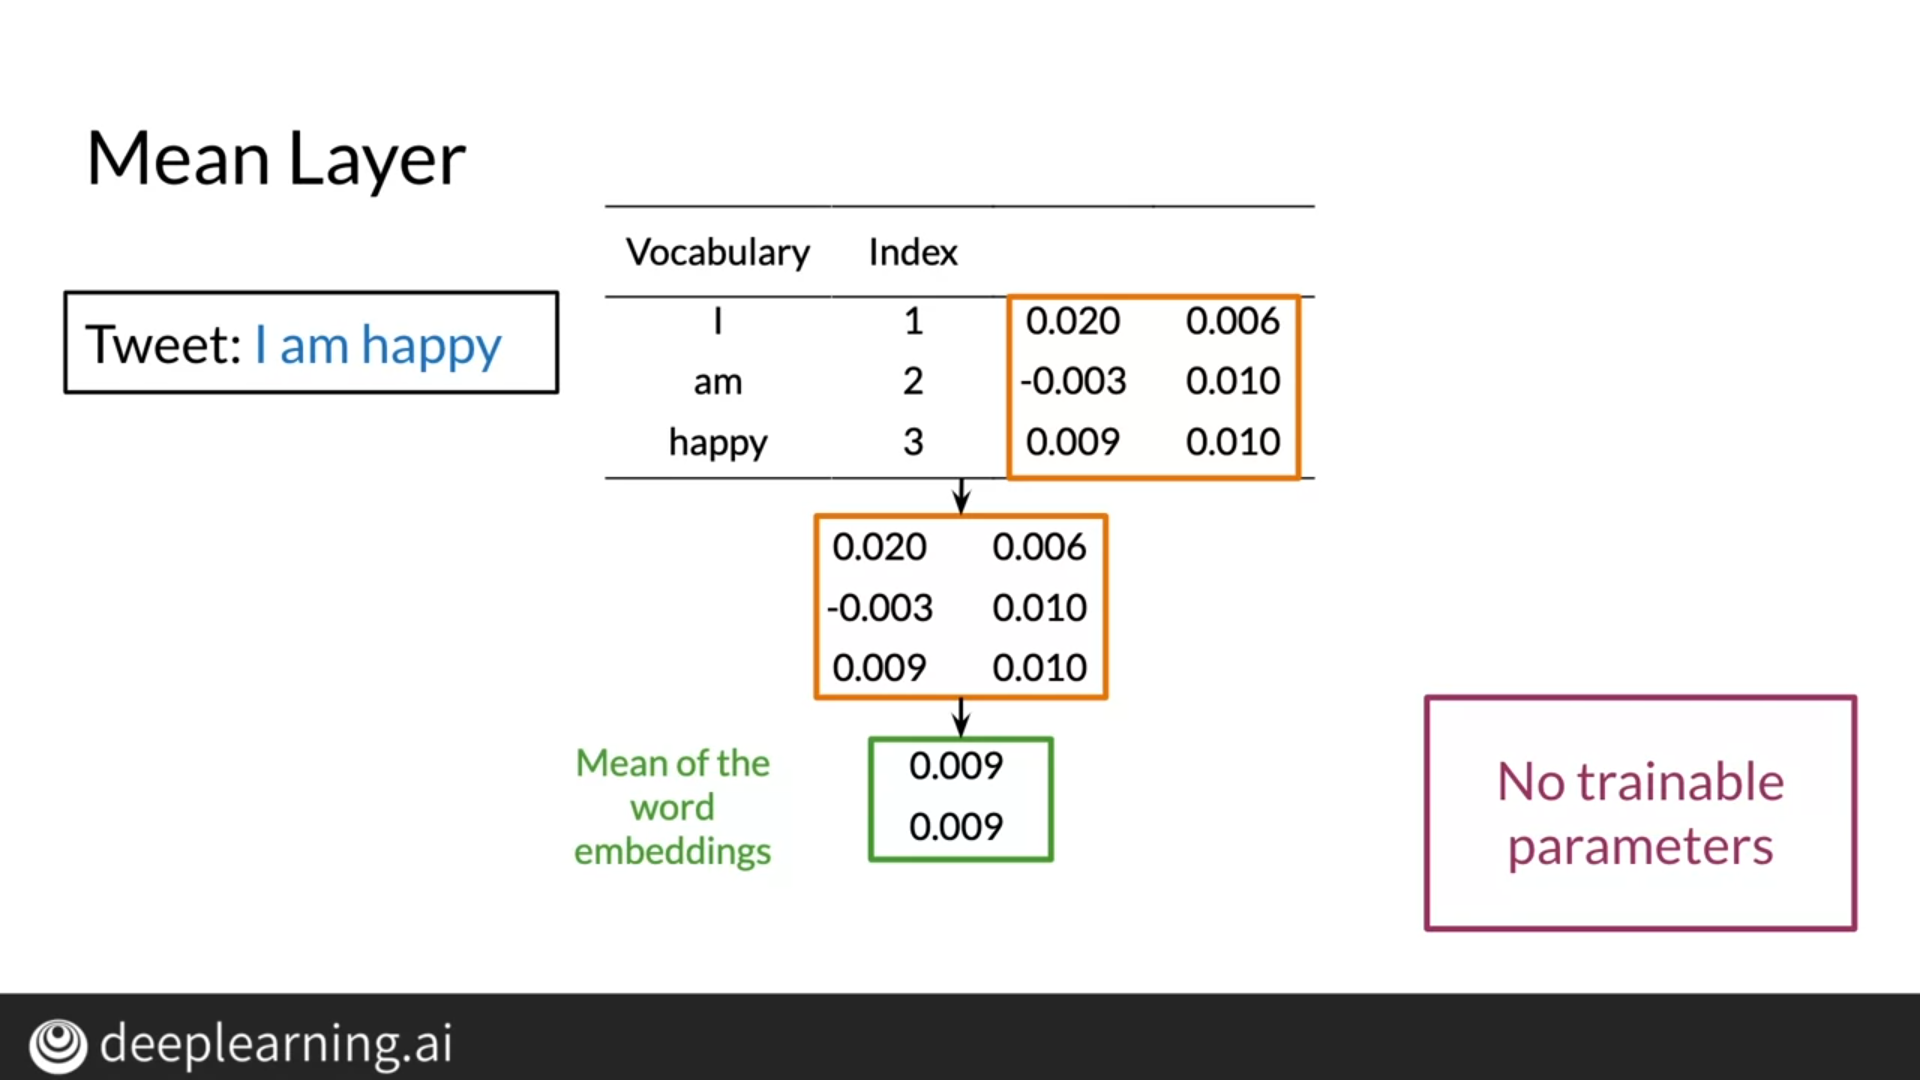 Mean Layer
Tweet: I am happy
Vocabulary Index
I 1 0.020 0.006
am 2 -0.003 0.010
happy 3 0.009 0.010
0.020 0.006
-0.003 0.010
0.009 0.010
Mean of the
word
embeddings
0.009
0.009
No trainable
parameters
deeplearning.ai